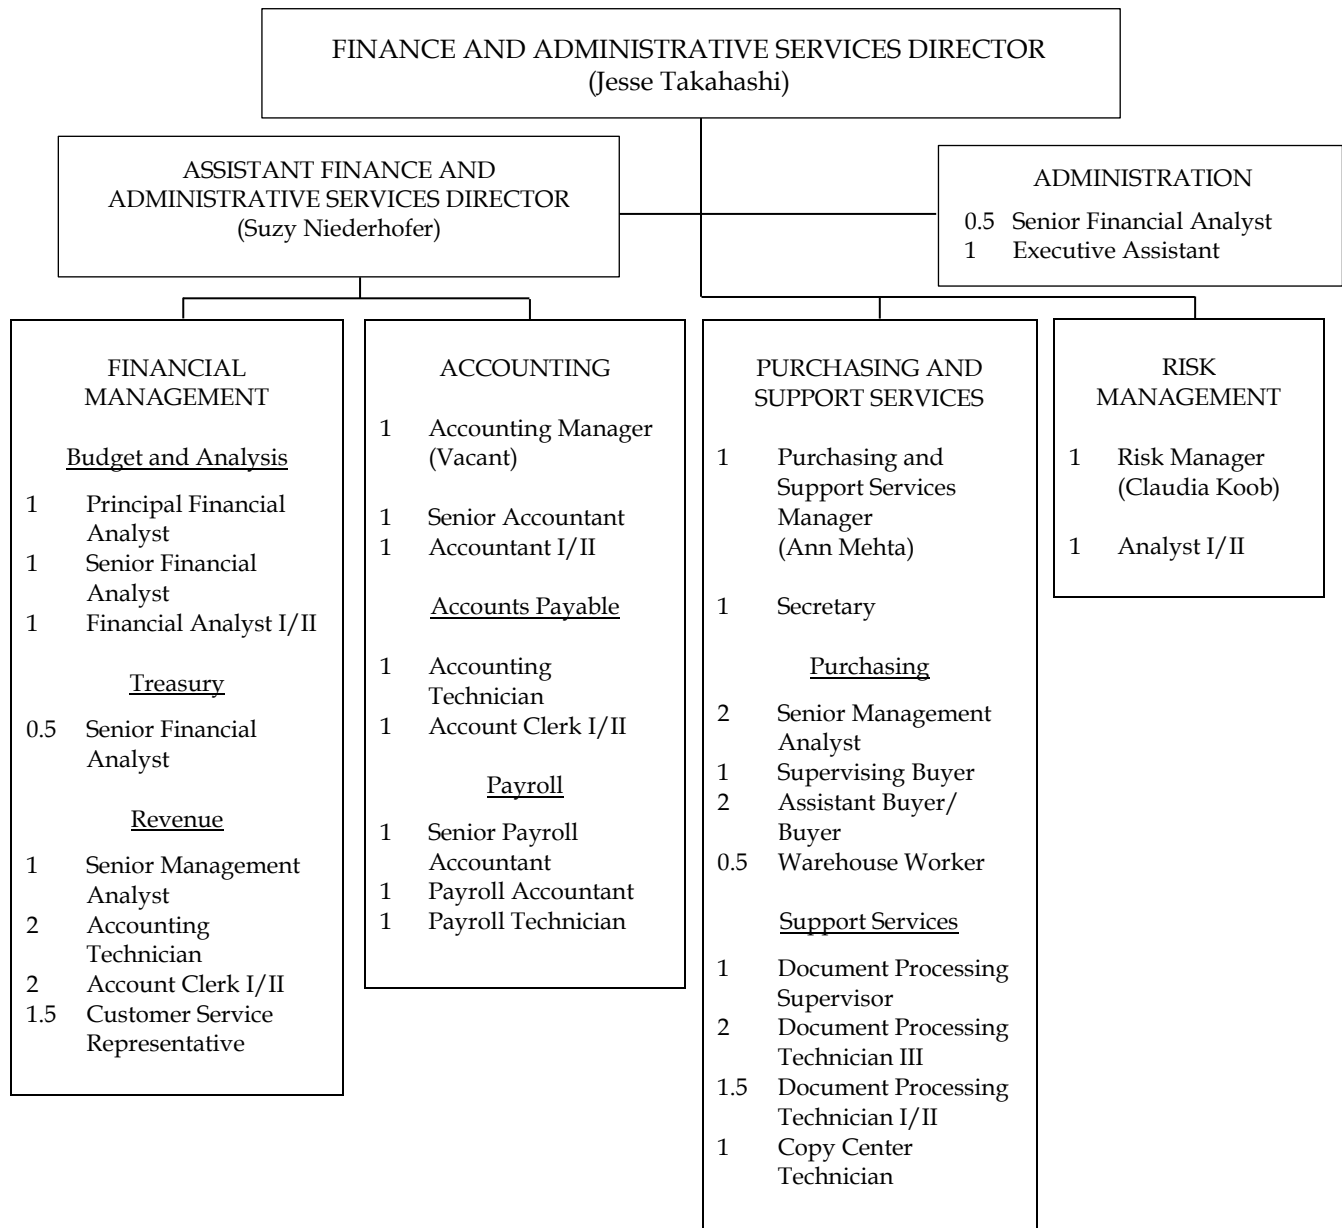 FINANCE AND ADMINISTRATIVE SERVICES DIRECTOR
(Jesse Takahashi)
ASSISTANT FINANCE AND
ADMINISTRATIVE SERVICES DIRECTOR
(Suzy Niederhofer)
ADMINISTRATION
0.5 Senior Financial Analyst
1 Executive Assistant
FINANCIAL
MANAGEMENT
Budget and Analysis
1 Principal Financial
Analyst
1 Senior Financial
Analyst
1 Financial Analyst I/II
Treasury
0.5 Senior Financial
Analyst
Revenue
1 Senior Management
Analyst
2 Accounting
Technician
2 Account Clerk I/II
1.5 Customer Service
Representative
ACCOUNTING
1 Accounting Manager
(Vacant)
1 Senior Accountant
1 Accountant I/II
Accounts Payable
1 Accounting
Technician
1 Account Clerk I/II
Payroll
1 Senior Payroll
Accountant
1 Payroll Accountant
1 Payroll Technician
PURCHASING AND
SUPPORT SERVICES
1 Purchasing and
Support Services
Manager
(Ann Mehta)
1 Secretary
Purchasing
2 Senior Management
Analyst
1 Supervising Buyer
2 Assistant Buyer/
Buyer
0.5 Warehouse Worker
Support Services
1 Document Processing
Supervisor
2 Document Processing
Technician III
1.5 Document Processing
Technician I/II
1 Copy Center
Technician
RISK
MANAGEMENT
1 Risk Manager
(Claudia Koob)
1 Analyst I/II